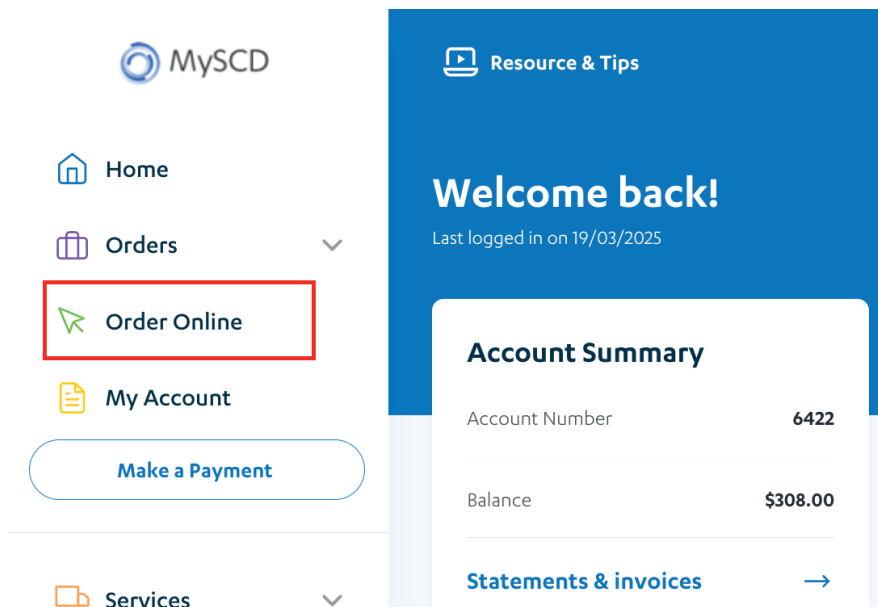 MySCD
Home
Orders
Order Online
My Account
Make a Payment
Services
Resource & Tips
Welcome back!
Last logged in on 19/03/2025
Account Summary
Account Number 6422
Balance $308.00
Statements & invoices